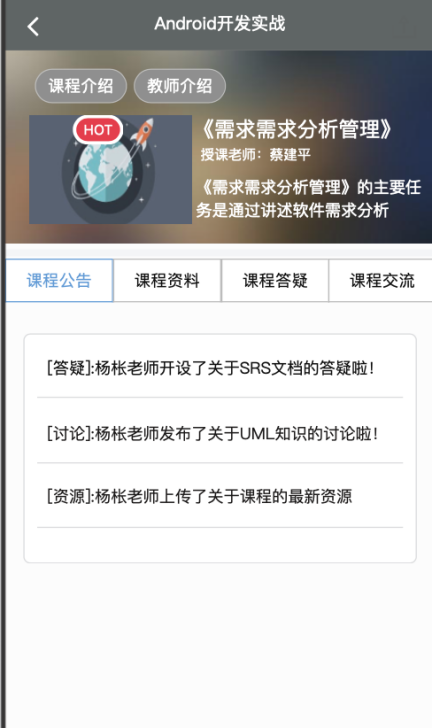 Android开发实战
课程介绍
教师介绍
HOT
《需求需求分析管理》
授课老师：蔡建平
《需求需求分析管理》的主要任
务是通过讲述软件需求分析
课程公告
课程资料
课程答疑
课程交流
[答疑]:杨枨老师开设了关于SRS文档的答疑啦！
[讨论]:杨枨老师发布了关于UML知识的讨论啦！
[资源]:杨枨老师上传了关于课程的最新资源